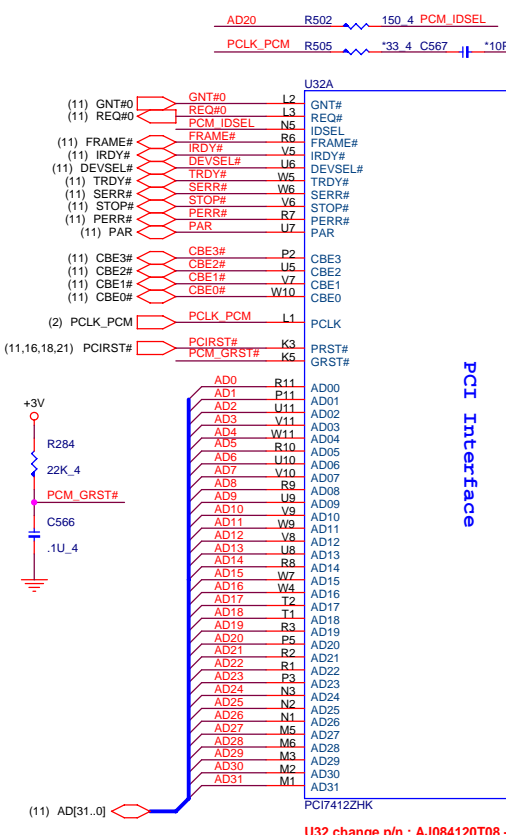 AD20 R502 150_4 PCM_IDSEL
PCLK_PCM R505 *33_4 C567 *10P
U32A
(11) GNT#0 GNT#0 L2 GNT#
(11) REQ#0 REQ#0 L3 REQ#
PCM_IDSEL N5 IDSEL
(11) FRAME# FRAME# R6 FRAME#
(11) IRDY# IRDY# V5 IRDY#
(11) DEVSEL# DEVSEL# U6 DEVSEL#
(11) TRDY# TRDY# W5 TRDY#
(11) SERR# SERR# W6 SERR#
(11) STOP# STOP# V6 STOP#
(11) PERR# PERR# R7 PERR#
(11) PAR PAR U7 PAR
(11) CBE3# CBE3# P2 CBE3
(11) CBE2# CBE2# U5 CBE2
(11) CBE1# CBE1# V7 CBE1
(11) CBE0# CBE0# W10 CBE0
(2) PCLK_PCM PCLK_PCM L1 PCLK
(11,16,18,21) PCIRST# PCIRST# K3 PRST#
PCM_GRST# K5 GRST#
AD0 R11 AD00
AD1 P11 AD01
AD2 U11 AD02
AD3 V11 AD03
AD4 W11 AD04
AD5 R10 AD05
AD6 U10 AD06
AD7 V10 AD07
AD8 R9 AD08
AD9 U9 AD09
AD10 V9 AD10
AD11 W9 AD11
AD12 V8 AD12
AD13 U8 AD13
AD14 R8 AD14
AD15 W7 AD15
AD16 W4 AD16
AD17 T2 AD17
AD18 T1 AD18
AD19 R3 AD19
AD20 P5 AD20
AD21 R2 AD21
AD22 R1 AD22
AD23 P3 AD23
AD24 N3 AD24
AD25 N2 AD25
AD26 N1 AD26
AD27 M5 AD27
AD28 M6 AD28
AD29 M3 AD29
AD30 M2 AD30
AD31 M1 AD31
PCI Interface
+3V
R284
22K_4
PCM_GRST#
C566
.1U_4
(11) AD[31..0]
PCI7412ZHK
U32 change p/n : AJ084120T08 -